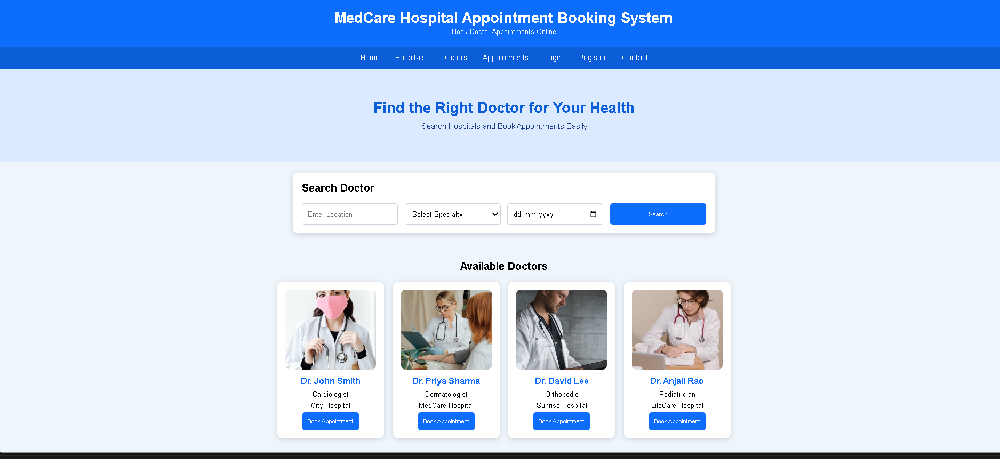 MedCare Hospital Appointment Booking System
Book Doctor Appointments Online
Home Hospitals Doctors Appointments Login Register Contact
Find the Right Doctor for Your Health
Search Hospitals and Book Appointments Easily
Search Doctor
Enter Location Select Specialty dd-mm-yyyy Search
Available Doctors
Dr. John Smith Dr. Priya Sharma Dr. David Lee Dr. Anjali Rao
Cardiologist Dermatologist Orthopedic Pediatrician
City Hospital MedCare Hospital Sunrise Hospital LifeCare Hospital
Book Appointment Book Appointment Book Appointment Book Appointment